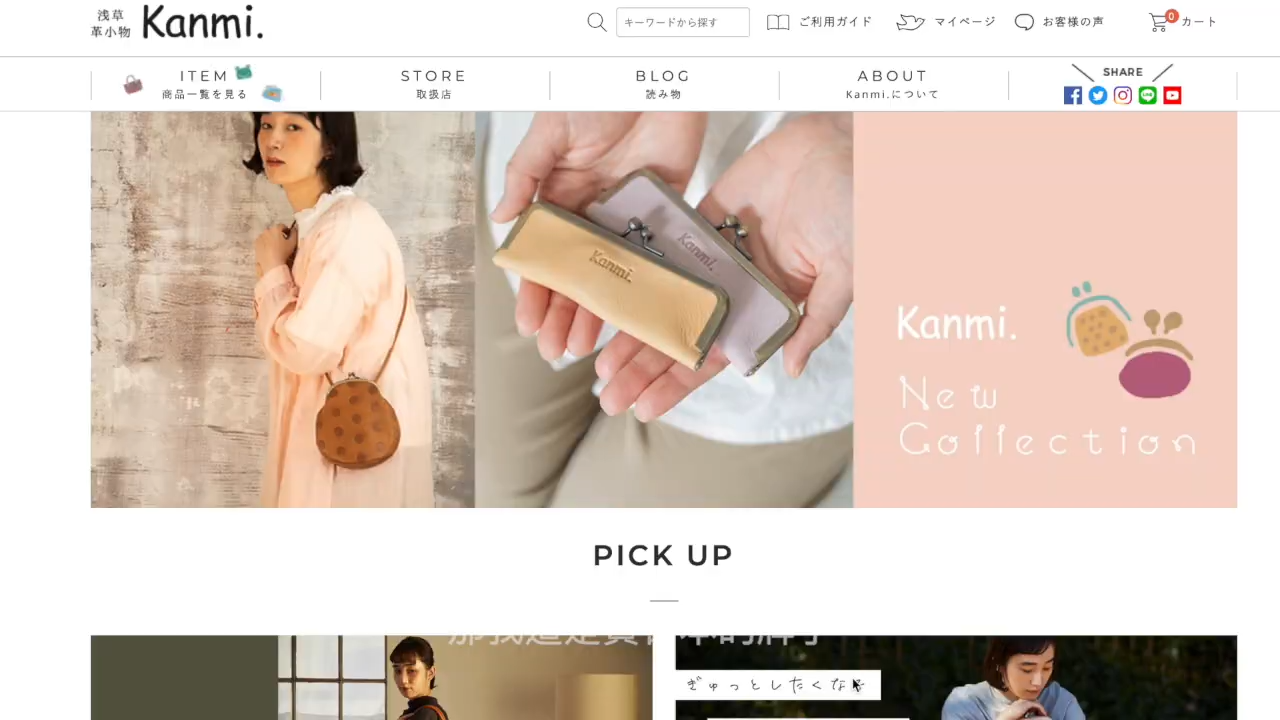 浅草
革小物
Kanmi.
キーワードから探す
ご利用ガイド
マイページ
お客様の声
0
カート
ITEM
商品一覧を見る
STORE
取扱店
BLOG
読み物
ABOUT
Kanmi.について
SHARE
LINE
Kanmi.
Kanmi.
Kanmi.
New
Collection
PICK UP
ぎゅっとしたくな